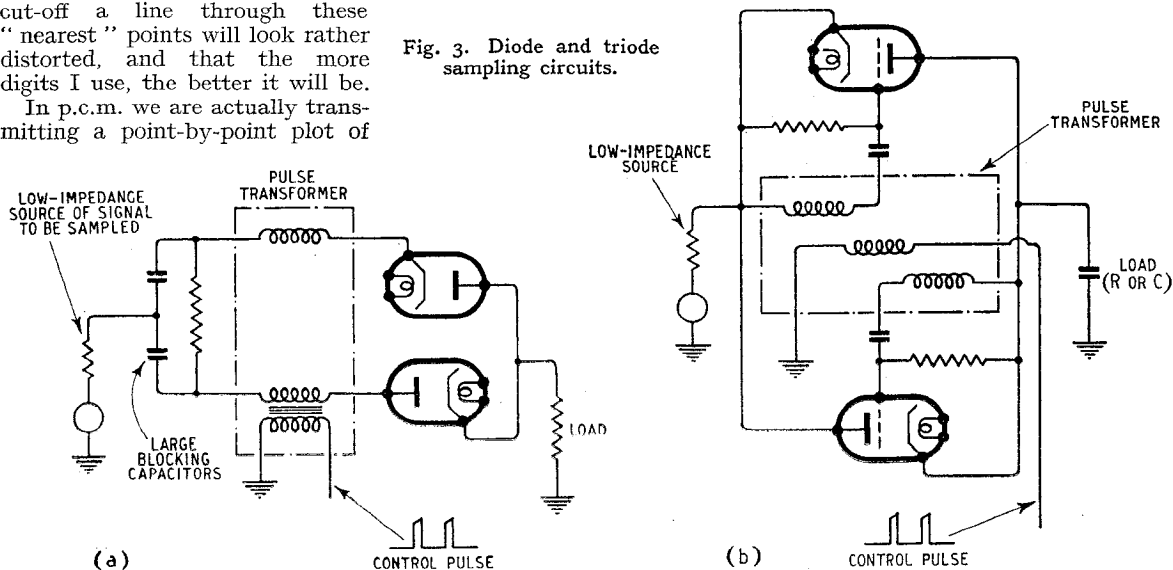 cut-off a line through these
“ nearest ” points will look rather
distorted, and that the more
digits I use, the better it will be.
In p.c.m. we are actually trans-
mitting a point-by-point plot of
Fig. 3. Diode and triode
sampling circuits.
LOW-IMPEDANCE
SOURCE OF SIGNAL
TO BE SAMPLED
PULSE
TRANSFORMER
LARGE
BLOCKING
CAPACITORS
LOAD
CONTROL PULSE
(a)
LOW-IMPEDANCE
SOURCE
PULSE
TRANSFORMER
LOAD
(R OR C)
CONTROL PULSE
(b)